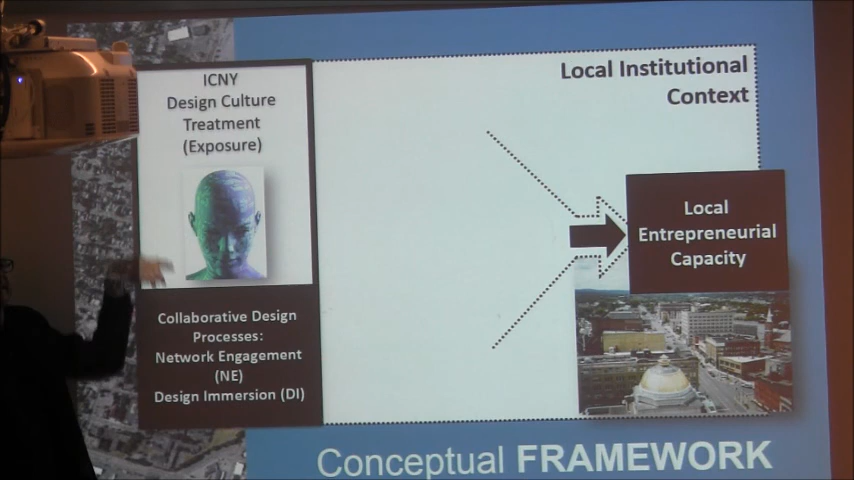 ICNY
Design Culture
Treatment
(Exposure)
Collaborative Design
Processes:
Network Engagement
(NE)
Design Immersion (DI)
Local Institutional
Context
Local
Entrepreneurial
Capacity
Conceptual FRAMEWORK